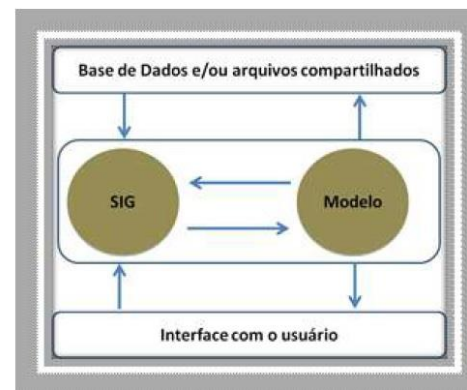 Base de Dados e/ou arquivos compartilhados
SIG
Modelo
Interface com o usuário